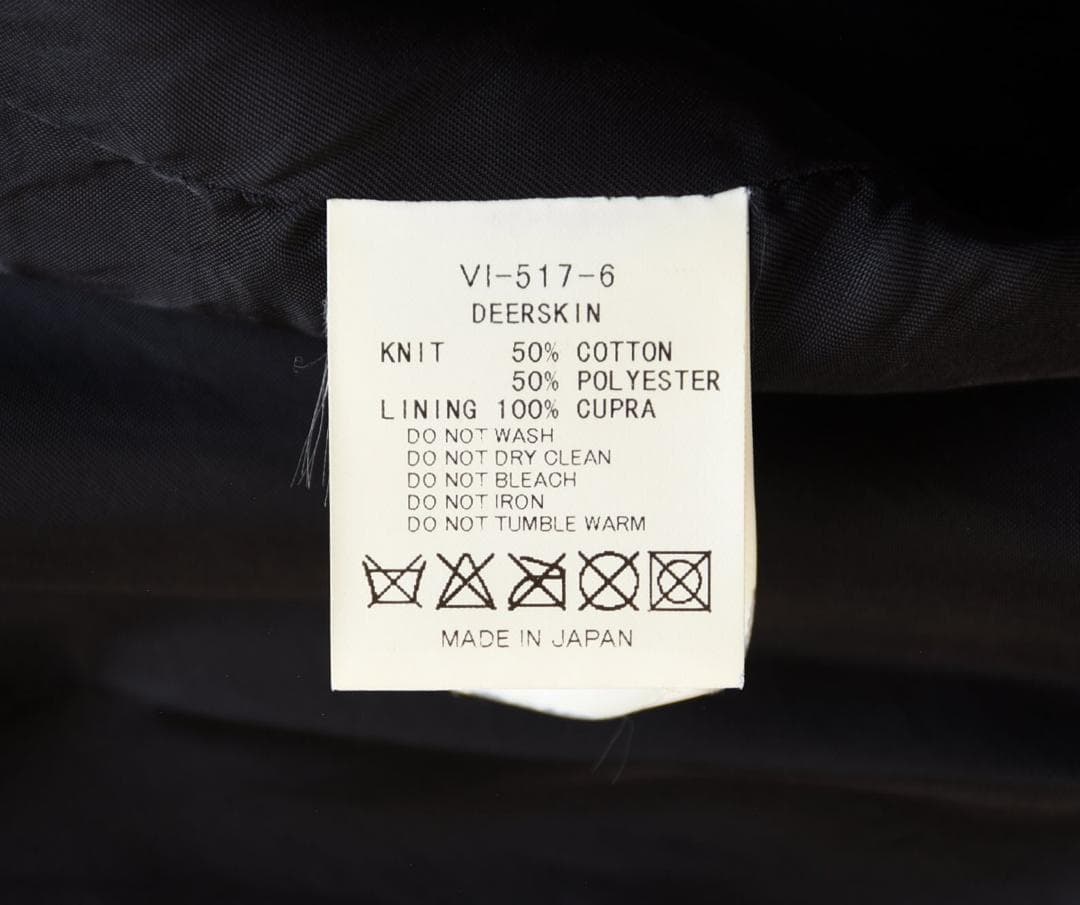 VI-517-6
DEERSKIN
KNIT 50% COTTON
50% POLYESTER
LINING 100% CUPRA
DO NOT WASH
DO NOT DRY CLEAN
DO NOT BLEACH
DO NOT IRON
DO NOT TUMBLE WARM
MADE IN JAPAN